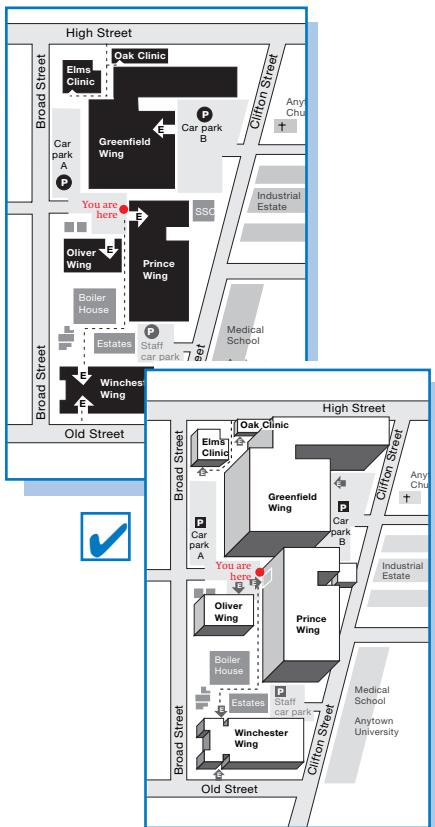 High Street
Oak Clinic
Elms
Clinic
Broad Street
Clifton Street
P
Any
Chu
E
Car park
B
Greenfield
Wing
Car
park
A
P
Industrial
Estate
You are
here
SSC
E
Prince
Wing
Oliver
Wing
E
Boiler
House
P
Medical
School
Estates
Staff
car park
Broad Street
E
Winchest
Wing
E
Old Street
High Street
Oak Clinic
Elms
Clinic
E
E
Broad Street
Clifton Street
Greenfield
Wing
E
Any
Chu
P
Car
park
A
P
Car
park
B
You are
here
Industrial
Estate
E
E
Oliver
Wing
Prince
Wing
Boiler
House
P
Staff
car park
Estates
Medical
School
Anytown
University
E
Winchester
Wing
Broad Street
Clifton Street
E
Old Street